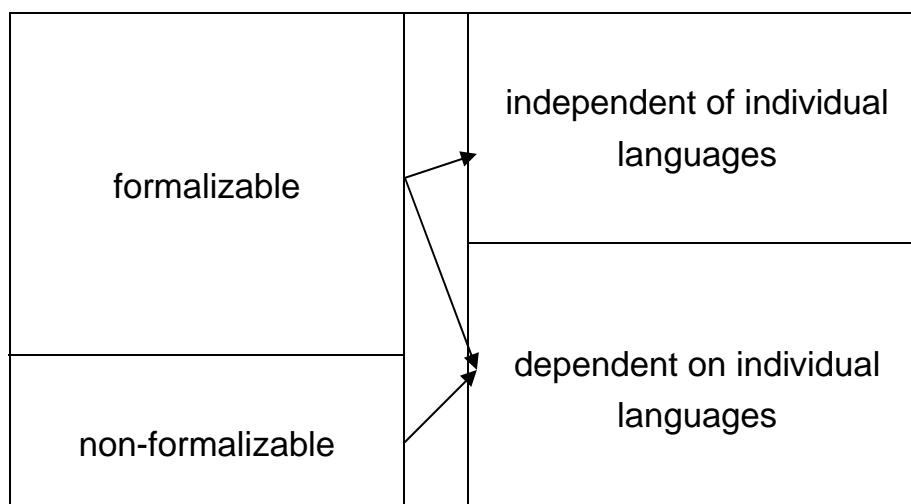 formalizable
non-formalizable
independent of individual
languages
dependent on individual
languages